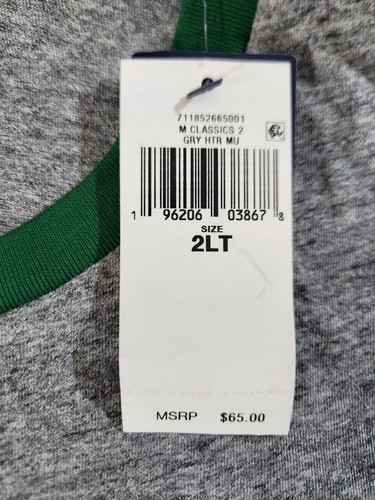 711852665001
M CLASSICS 2
GRY HTR MU
1 96206 03867 8
SIZE
2LT
MSRP $65.00